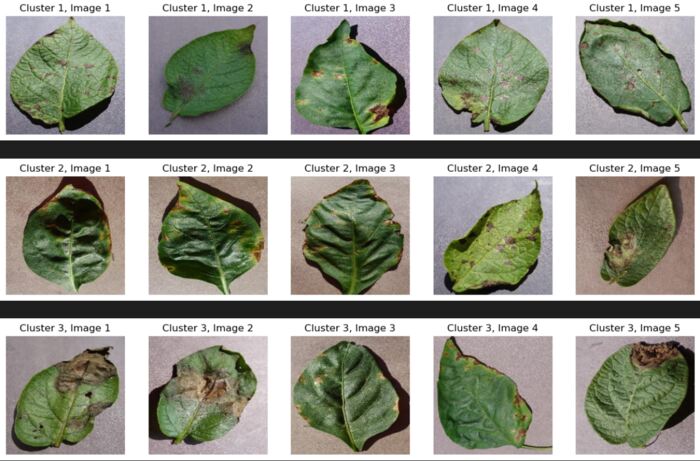 Cluster 1, Image 1 Cluster 1, Image 2 Cluster 1, Image 3 Cluster 1, Image 4 Cluster 1, Image 5
Cluster 2, Image 1 Cluster 2, Image 2 Cluster 2, Image 3 Cluster 2, Image 4 Cluster 2, Image 5
Cluster 3, Image 1 Cluster 3, Image 2 Cluster 3, Image 3 Cluster 3, Image 4 Cluster 3, Image 5